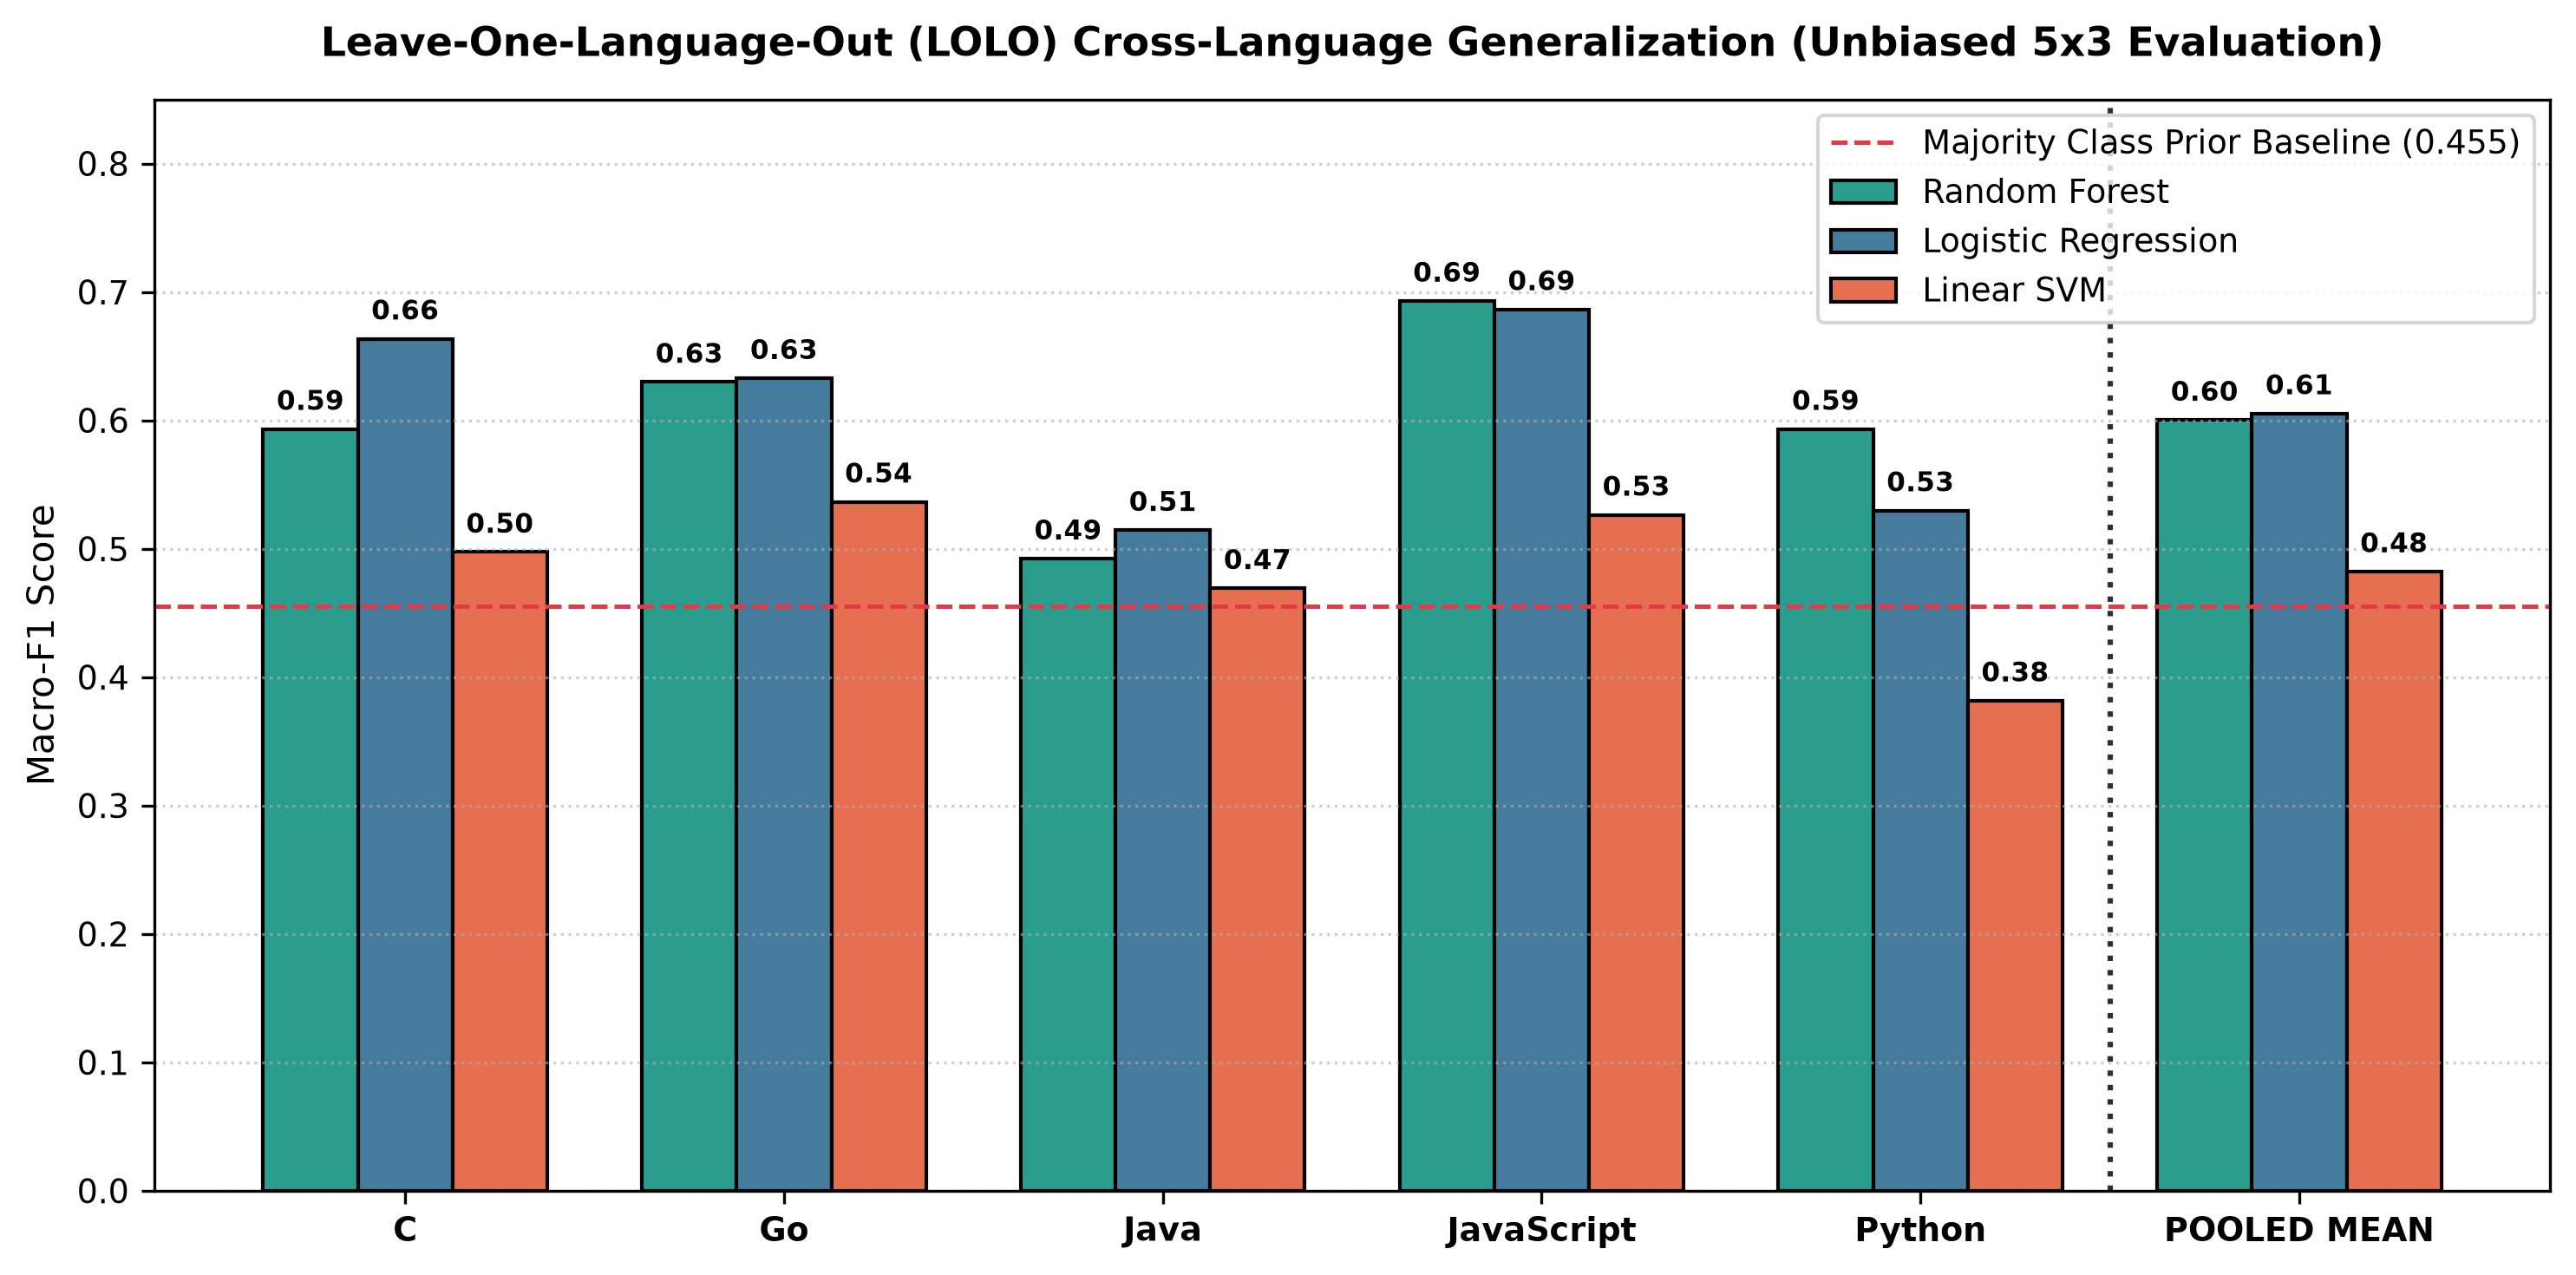 Leave-One-Language-Out (LOLO) Cross-Language Generalization (Unbiased 5x3 Evaluation)
Majority Class Prior Baseline (0.455)
Random Forest
Logistic Regression
Linear SVM
Macro-F1 Score
0.8
0.7
0.6
0.5
0.4
0.3
0.2
0.1
0.0
0.59 0.66 0.50
0.63 0.63 0.54
0.49 0.51 0.47
0.69 0.69 0.53
0.59 0.53 0.38
0.60 0.61 0.48
C Go Java JavaScript Python POOLED MEAN